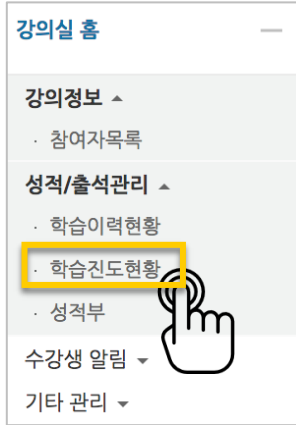 강의실 홈
강의정보 ▲
· 참여자목록
성적/출석관리 ▲
· 학습이력현황
· 학습진도현황
· 성적부
수강생 알림 ▼
기타 관리 ▼